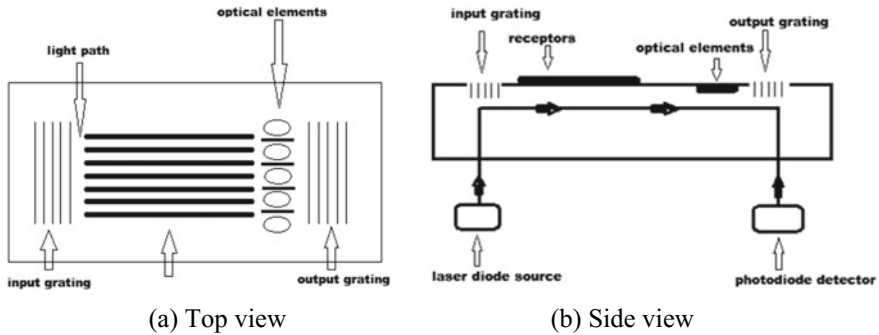 optical elements
light path
input grating
output grating
(a) Top view
input grating
receptors
output grating
optical elements
laser diode source
photodiode detector
(b) Side view